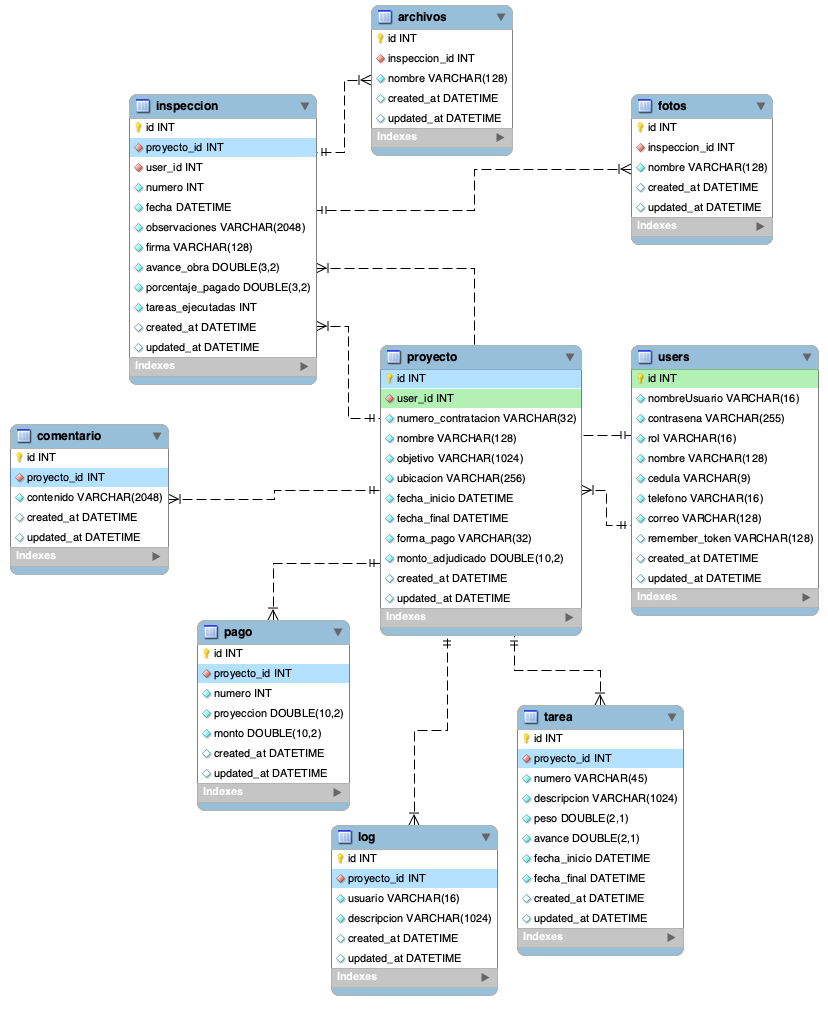 archivos
id INT
inspeccion_id INT
nombre VARCHAR(128)
created_at DATETIME
updated_at DATETIME
Indexes
inspeccion
id INT
proyecto_id INT
user_id INT
numero INT
fecha DATETIME
observaciones VARCHAR(2048)
firma VARCHAR(128)
avance_obra DOUBLE(3,2)
porcentaje_pagado DOUBLE(3,2)
tareas_ejecutadas INT
created_at DATETIME
updated_at DATETIME
Indexes
fotos
id INT
inspeccion_id INT
nombre VARCHAR(128)
created_at DATETIME
updated_at DATETIME
Indexes
proyecto
id INT
user_id INT
numero_contratacion VARCHAR(32)
nombre VARCHAR(128)
objetivo VARCHAR(1024)
ubicacion VARCHAR(256)
fecha_inicio DATETIME
fecha_final DATETIME
forma_pago VARCHAR(32)
monto_adjudicado DOUBLE(10,2)
created_at DATETIME
updated_at DATETIME
Indexes
users
id INT
nombreUsuario VARCHAR(16)
contrasena VARCHAR(255)
rol VARCHAR(16)
nombre VARCHAR(128)
cedula VARCHAR(9)
telefono VARCHAR(16)
correo VARCHAR(128)
remember_token VARCHAR(128)
created_at DATETIME
updated_at DATETIME
Indexes
comentario
id INT
proyecto_id INT
contenido VARCHAR(2048)
created_at DATETIME
updated_at DATETIME
Indexes
pago
id INT
proyecto_id INT
numero INT
proyeccion DOUBLE(10,2)
monto DOUBLE(10,2)
created_at DATETIME
updated_at DATETIME
Indexes
tarea
id INT
proyecto_id INT
numero VARCHAR(45)
descripcion VARCHAR(1024)
peso DOUBLE(2,1)
avance DOUBLE(2,1)
fecha_inicio DATETIME
fecha_final DATETIME
created_at DATETIME
updated_at DATETIME
Indexes
log
id INT
proyecto_id INT
usuario VARCHAR(16)
descripcion VARCHAR(1024)
created_at DATETIME
updated_at DATETIME
Indexes